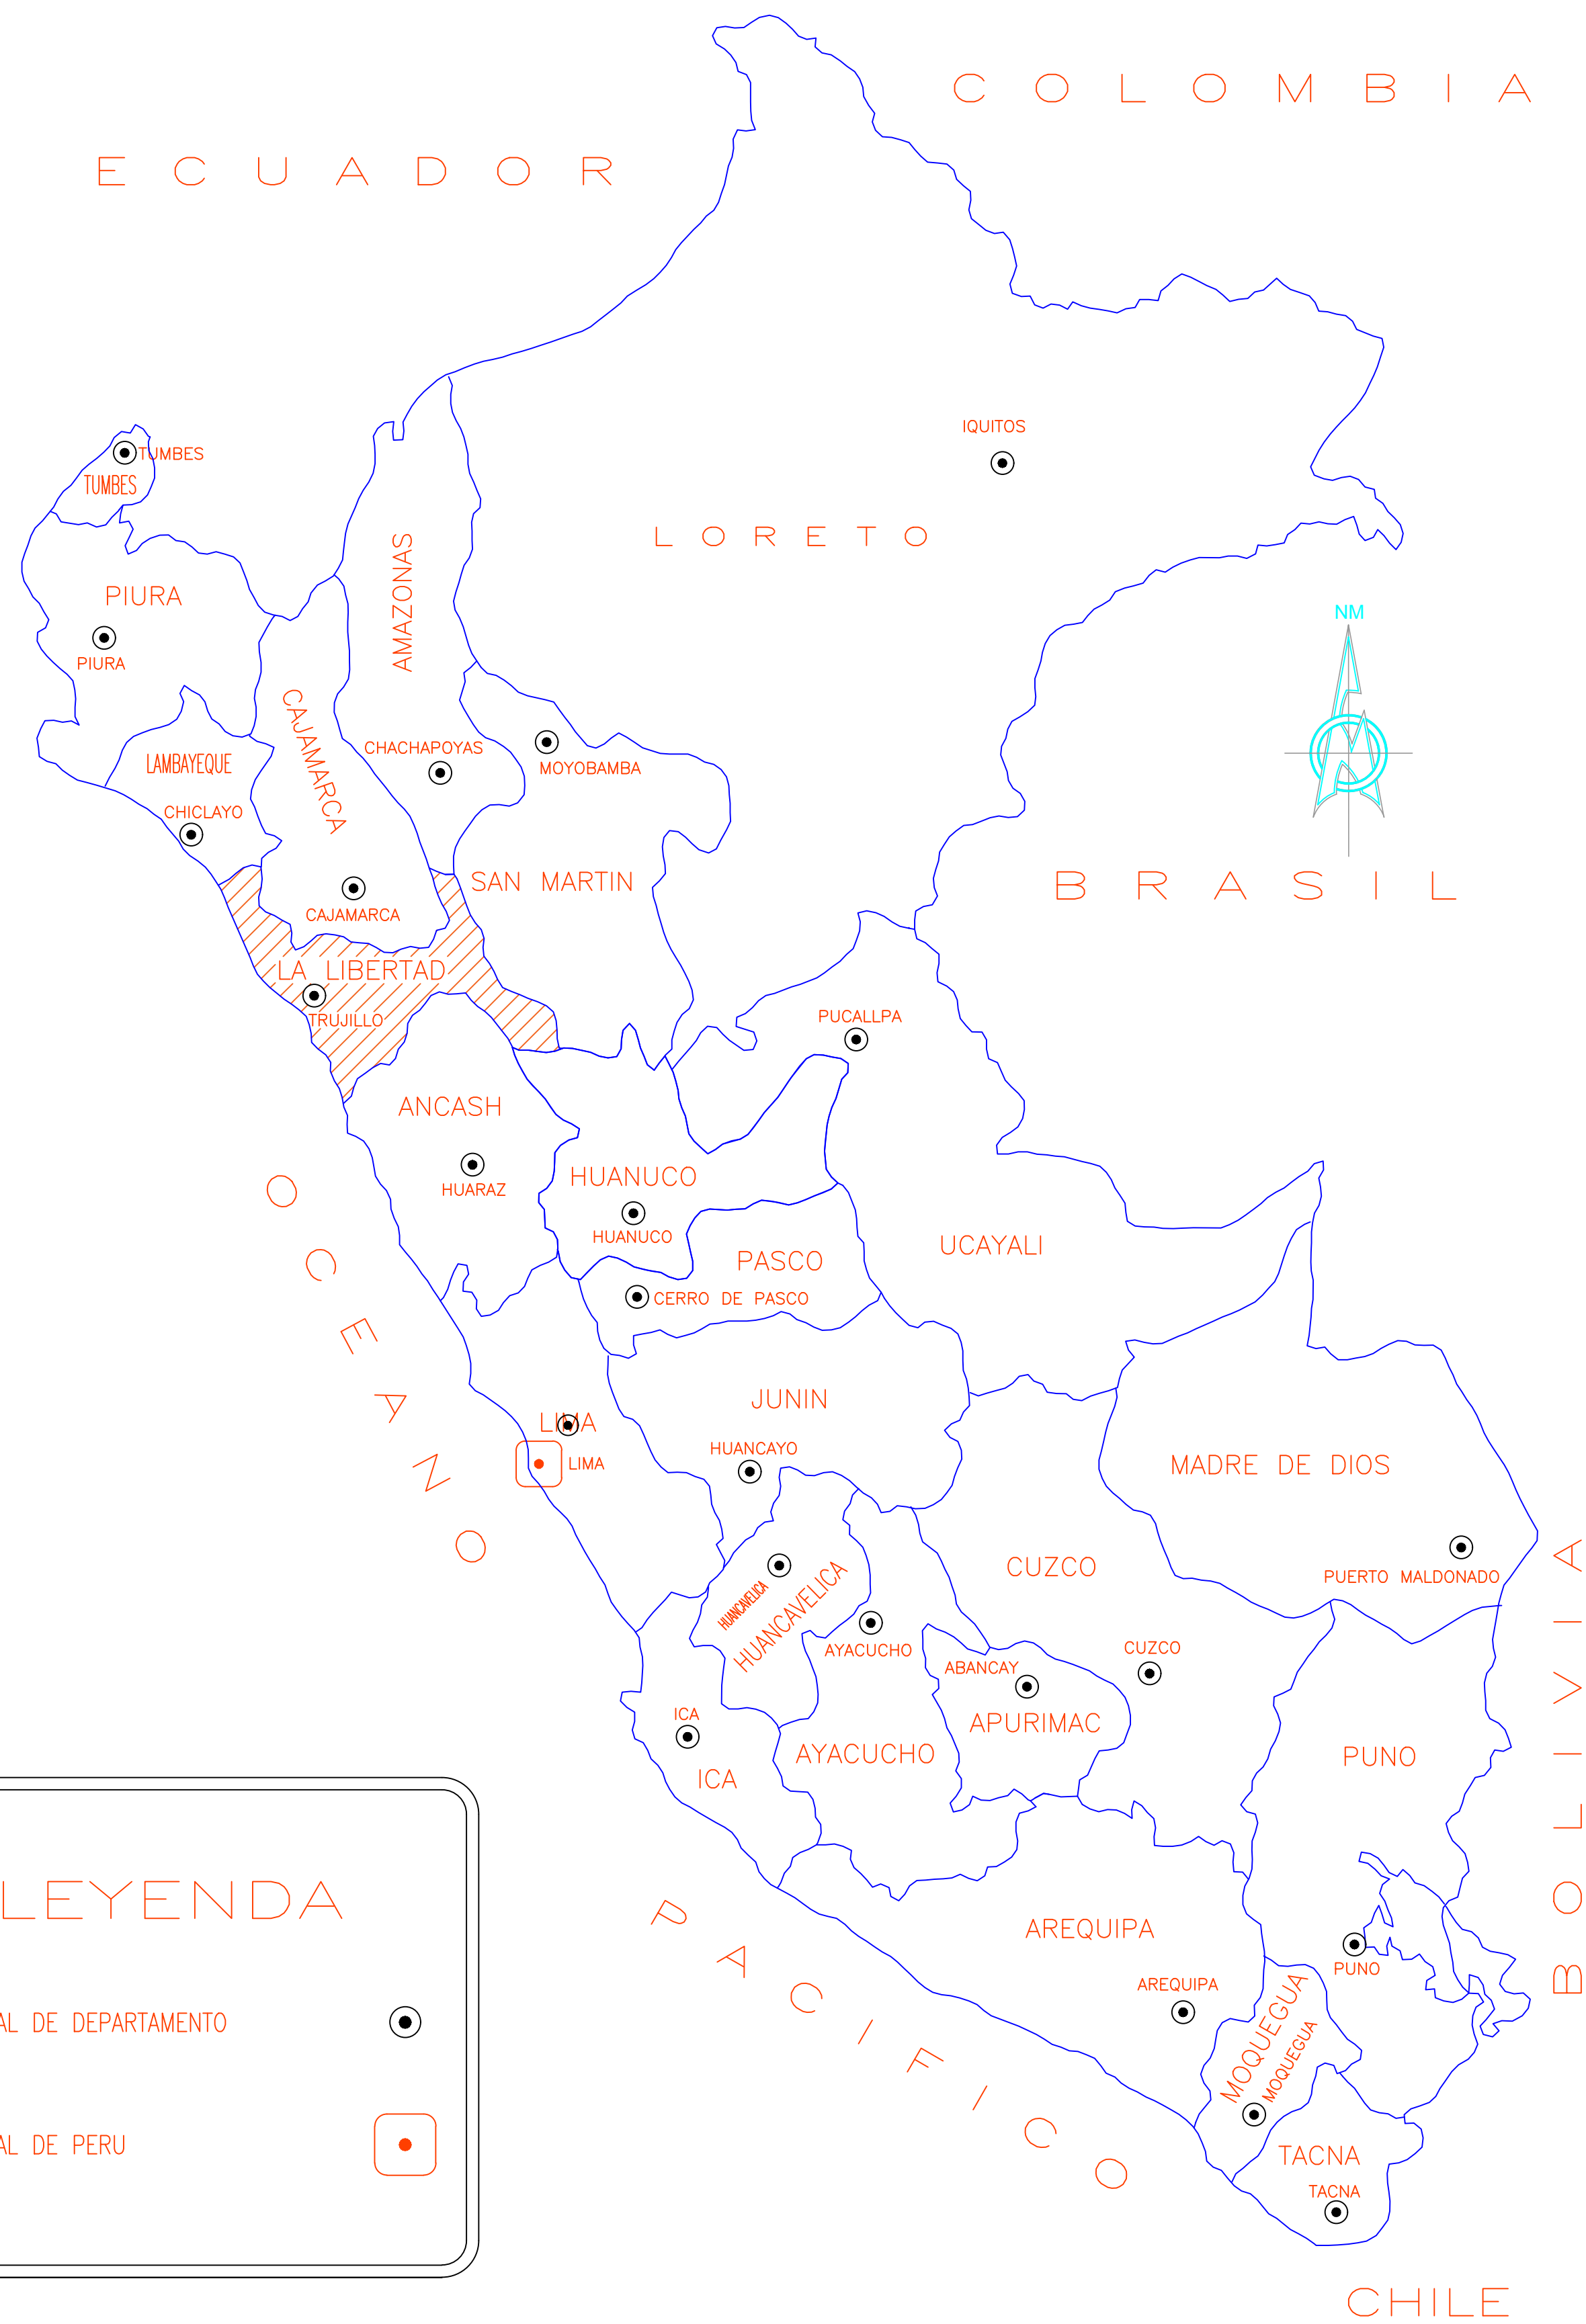 COLOMBIA
ECUADOR
IQUITOS
TUMBES
TUMBES
LORETO
AMAZONAS
PIURA
NM
PIURA
CAJAMARCA
CHACHAPOYAS
LAMBAYEQUE
MOYOBAMBA
CHICLAYO
SAN MARTIN
BRASIL
CAJAMARCA
LA LIBERTAD
TRUJILLO
PUCALLPA
ANCASH
HUANUCO
HUARAZ
HUANUCO
UCAYALI
PASCO
CERRO DE PASCO
OCEANO
JUNIN
LIMA
HUANCAYO
LIMA
MADRE DE DIOS
CUZCO
PUERTO MALDONADO
HUANCAVELICA
HUANCAVELICA
AYACUCHO
CUZCO
ABANCAY
ICA
APURIMAC
AYACUCHO
PUNO
BOLIVIA
ICA
LEYENDA
AREQUIPA
PACIFICO
PUNO
AREQUIPA
MOQUEGUA
MOQUEGUA
AL DE DEPARTAMENTO
AL DE PERU
TACNA
TACNA
CHILE